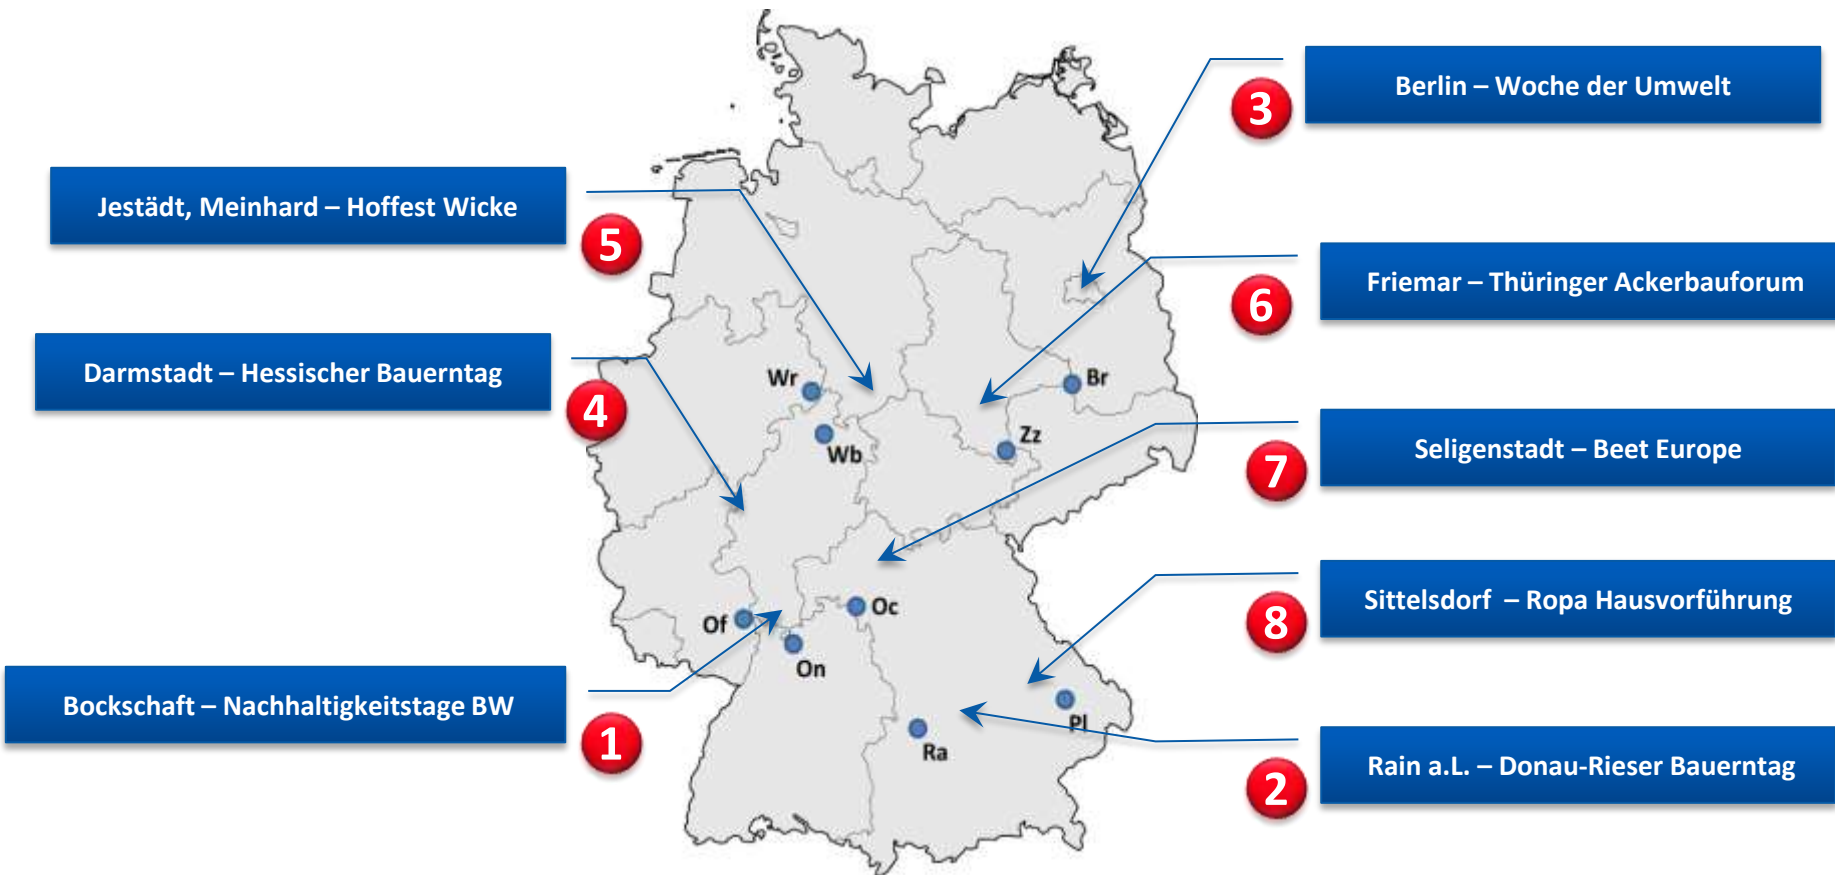 Berlin – Woche der Umwelt
3
Jestädt, Meinhard – Hoffest Wicke
5
Friemar – Thüringer Ackerbauforum
6
Darmstadt – Hessischer Bauerntag
4
Wr
Br
Wb
Zz
Seligenstadt – Beet Europe
7
Sittelsdorf – Ropa Hausvorführung
8
Of
Oc
On
Bockschaft – Nachhaltigkeitstage BW
1
Pl
Ra
Rain a.L. – Donau-Rieser Bauerntag
2